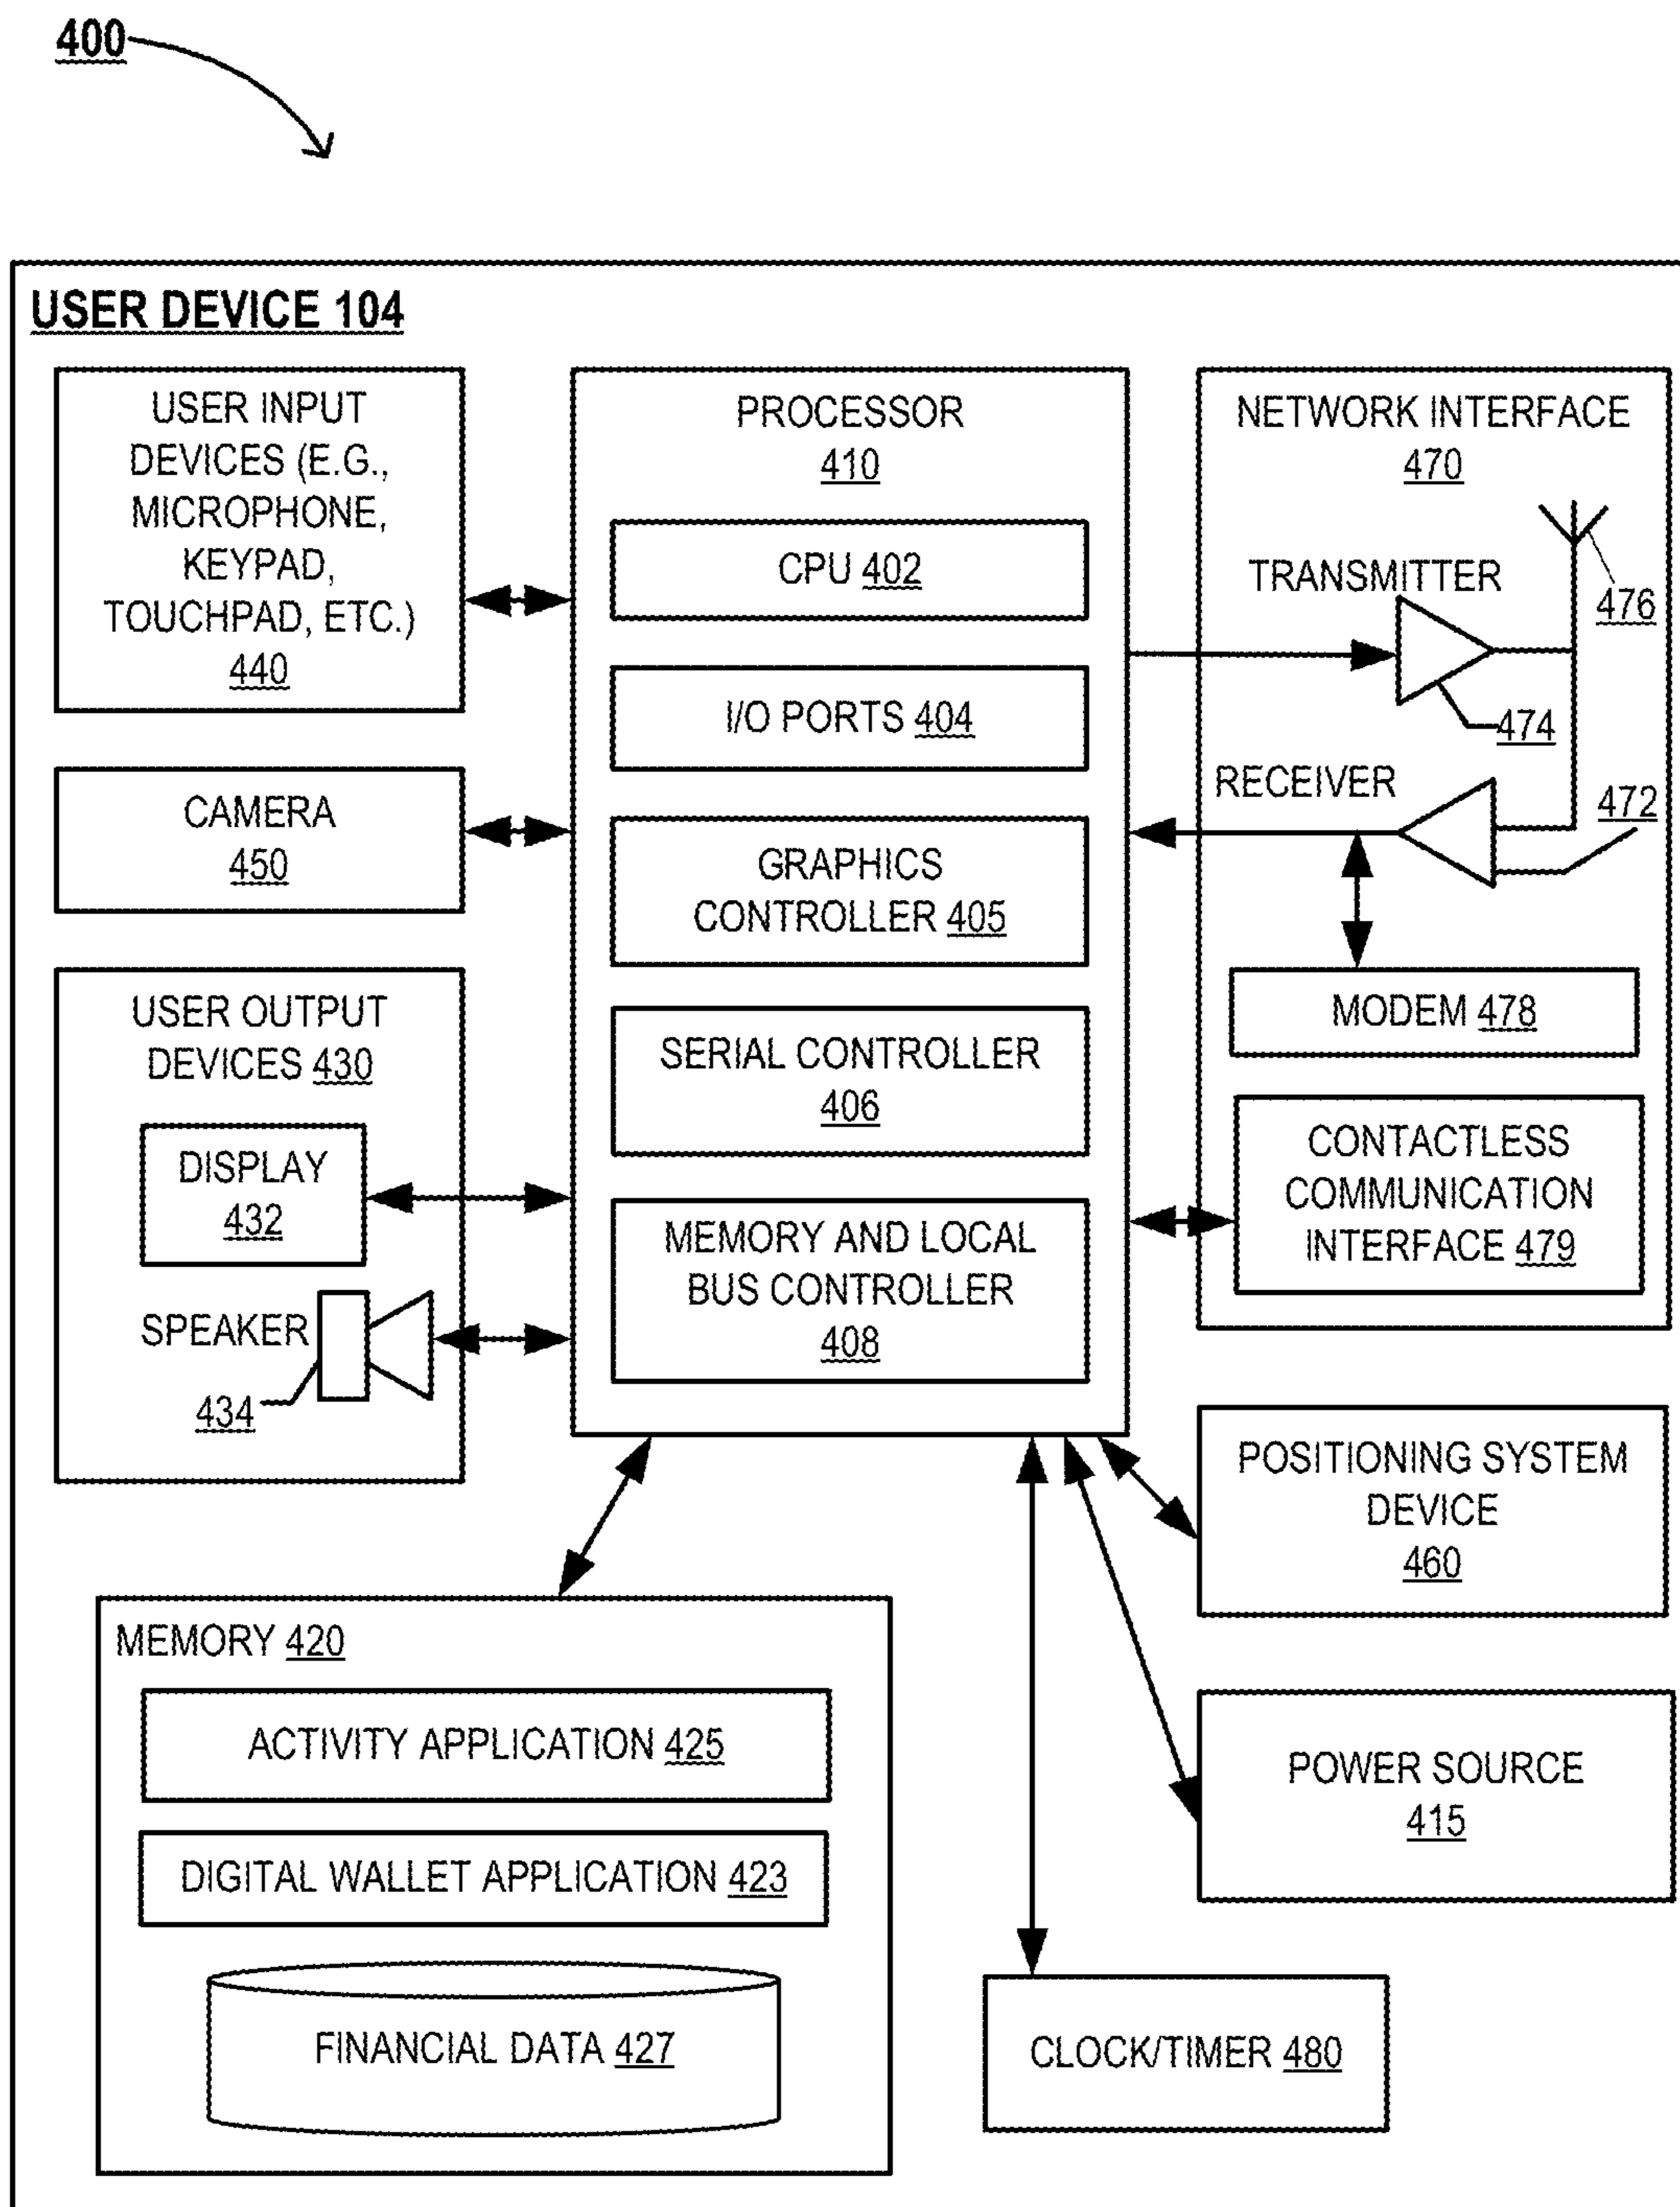 400
USER DEVICE 104
USER INPUT
DEVICES (E.G.,
MICROPHONE,
KEYPAD,
TOUCHPAD, ETC.)
440
CAMERA
450
USER OUTPUT
DEVICES 430
DISPLAY
432
SPEAKER
434
PROCESSOR
410
CPU 402
I/O PORTS 404
GRAPHICS
CONTROLLER 405
SERIAL CONTROLLER
406
MEMORY AND LOCAL
BUS CONTROLLER
408
NETWORK INTERFACE
470
TRANSMITTER
476
474
RECEIVER
472
MODEM 478
CONTACTLESS
COMMUNICATION
INTERFACE 479
POSITIONING SYSTEM
DEVICE
460
POWER SOURCE
415
MEMORY 420
ACTIVITY APPLICATION 425
DIGITAL WALLET APPLICATION 423
FINANCIAL DATA 427
CLOCK/TIMER 480